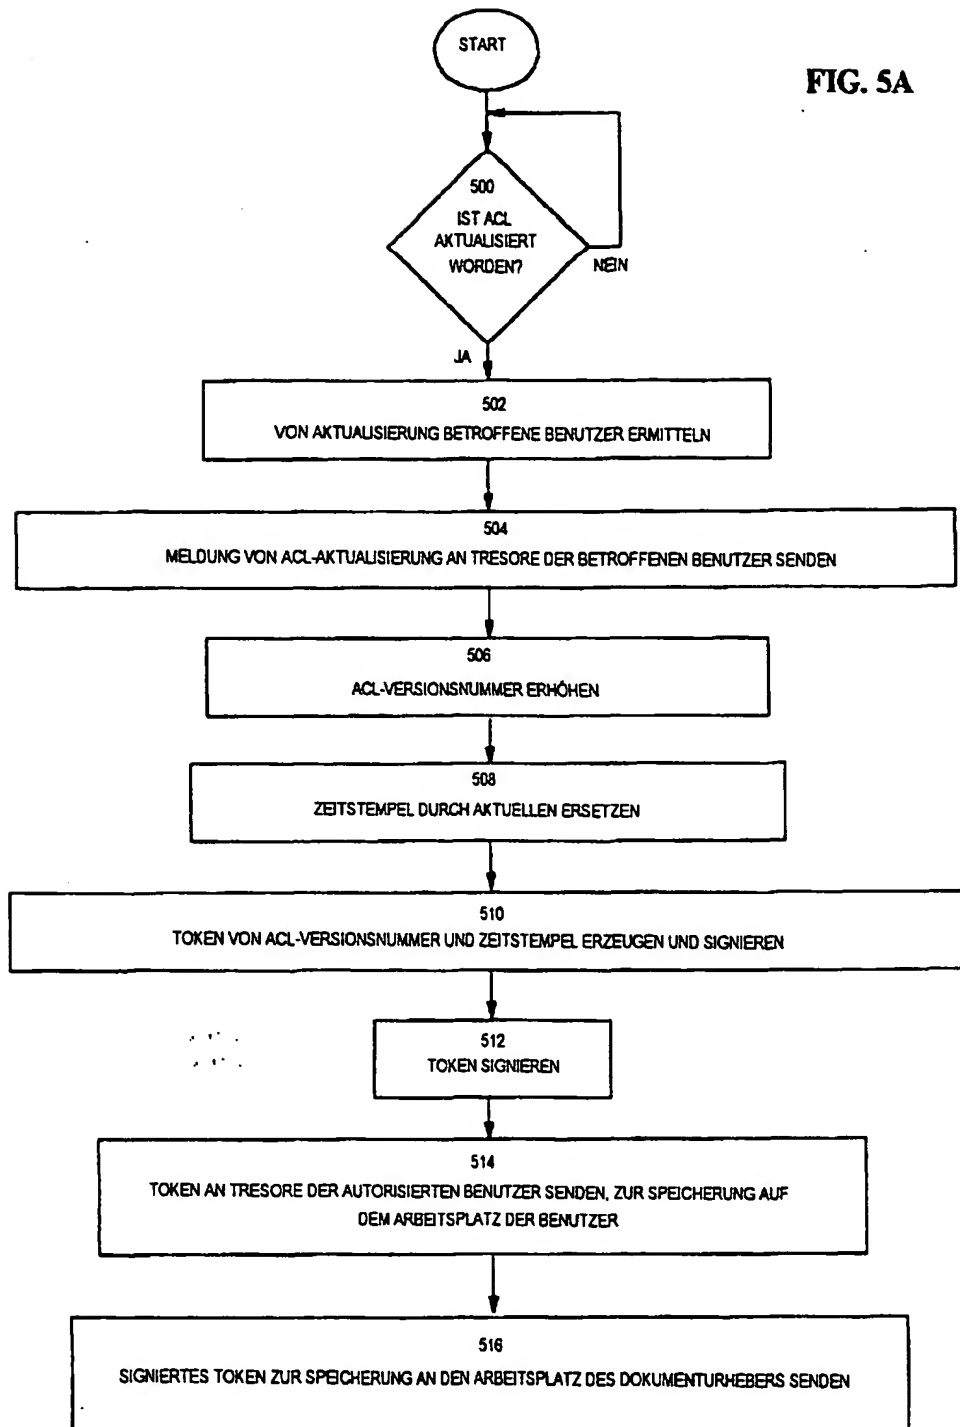 START
FIG. 5A
500
IST ACL
AKTUALISIERT
WORDEN?
NEIN
JA
502
VON AKTUALISIERUNG BETROFFENE BENUTZER ERMITTELN
504
MELDUNG VON ACL-AKTUALISIERUNG AN TRESORE DER BETROFFENEN BENUTZER SENDEN
506
ACL-VERSIONSNUMMER ERHÖHEN
508
ZEITSTEMPEL DURCH AKTUELLEN ERSETZEN
510
TOKEN VON ACL-VERSIONSNUMMER UND ZEITSTEMPEL ERZEUGEN UND SIGNIEREN
512
TOKEN SIGNIEREN
514
TOKEN AN TRESORE DER AUTORISIERTEN BENUTZER SENDEN, ZUR SPEICHERUNG AUF
DEM ARBEITSPLATZ DER BENUTZER
516
SIGNIERTES TOKEN ZUR SPEICHERUNG AN DEN ARBEITSPLATZ DES DOKUMENTURHEBERS SENDEN